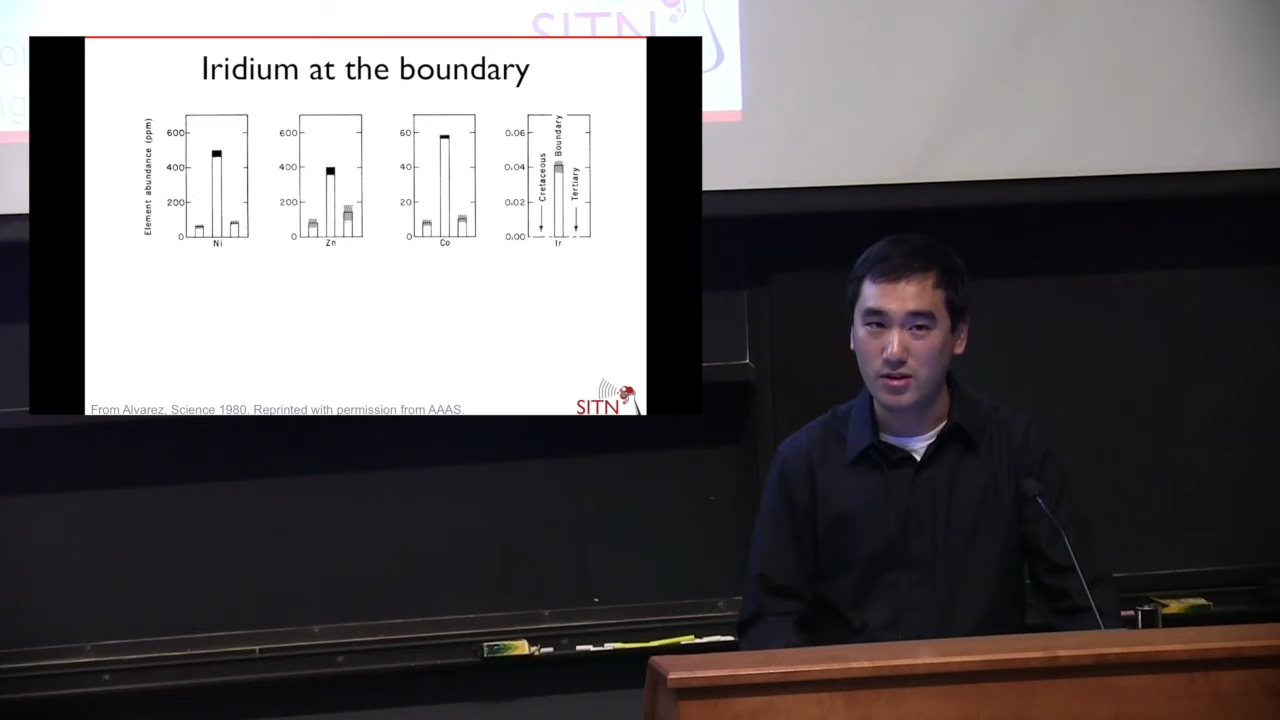 SITN
Iridium at the boundary
Element abundance (ppm)
600
400
200
0
Ni
600
400
200
0
Zn
60
40
20
0
Co
0.06
0.04
0.02
0.00
Cretaceous
Boundary
Tertiary
Ir
From Alvarez, Science 1980. Reprinted with permission from AAAS.
SITN